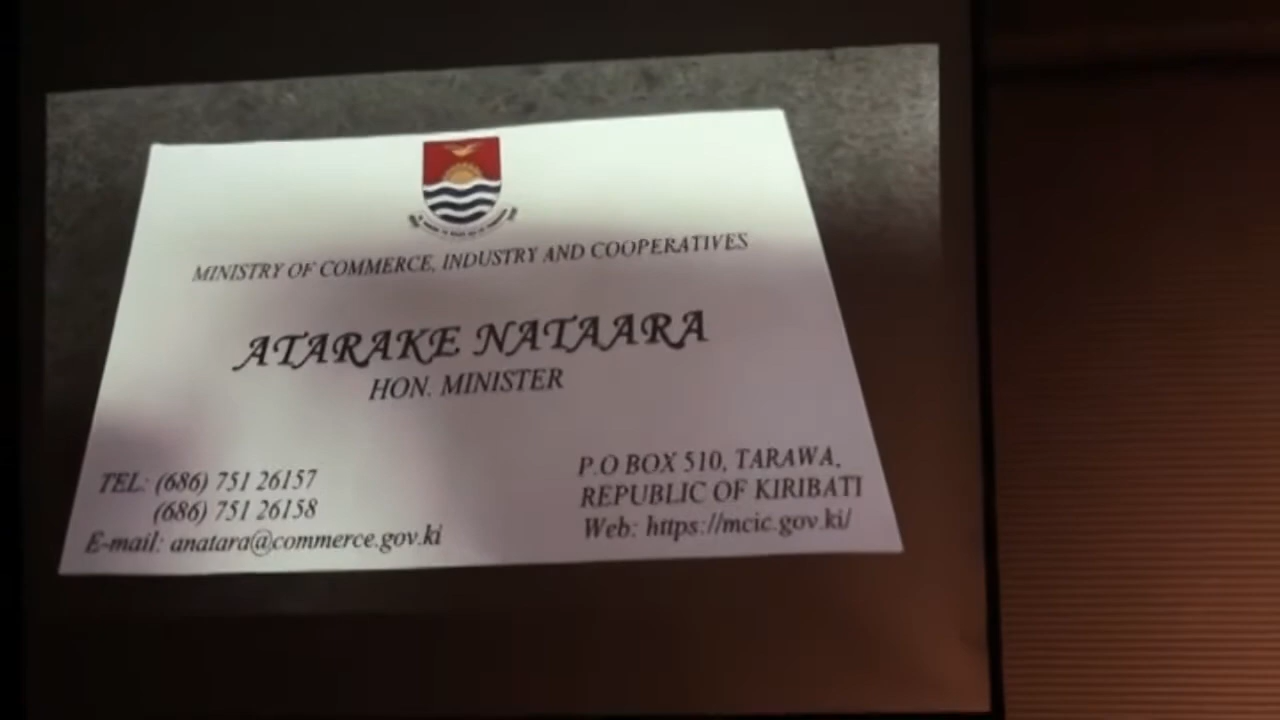 MINISTRY OF COMMERCE, INDUSTRY AND COOPERATIVES
ATARAKE NATAARA
HON. MINISTER
TEL: (686) 751 26157
(686) 751 26158
E-mail: anatara@commerce.gov.ki
P.O BOX 510, TARAWA,
REPUBLIC OF KIRIBATI
Web: https://mcic.gov.ki/